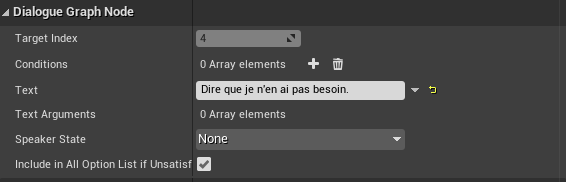 Dialogue Graph Node
Target Index 4
Conditions 0 Array elements
Text Dire que je n'en ai pas besoin.
Text Arguments 0 Array elements
Speaker State None
Include in All Option List if Unsatisf